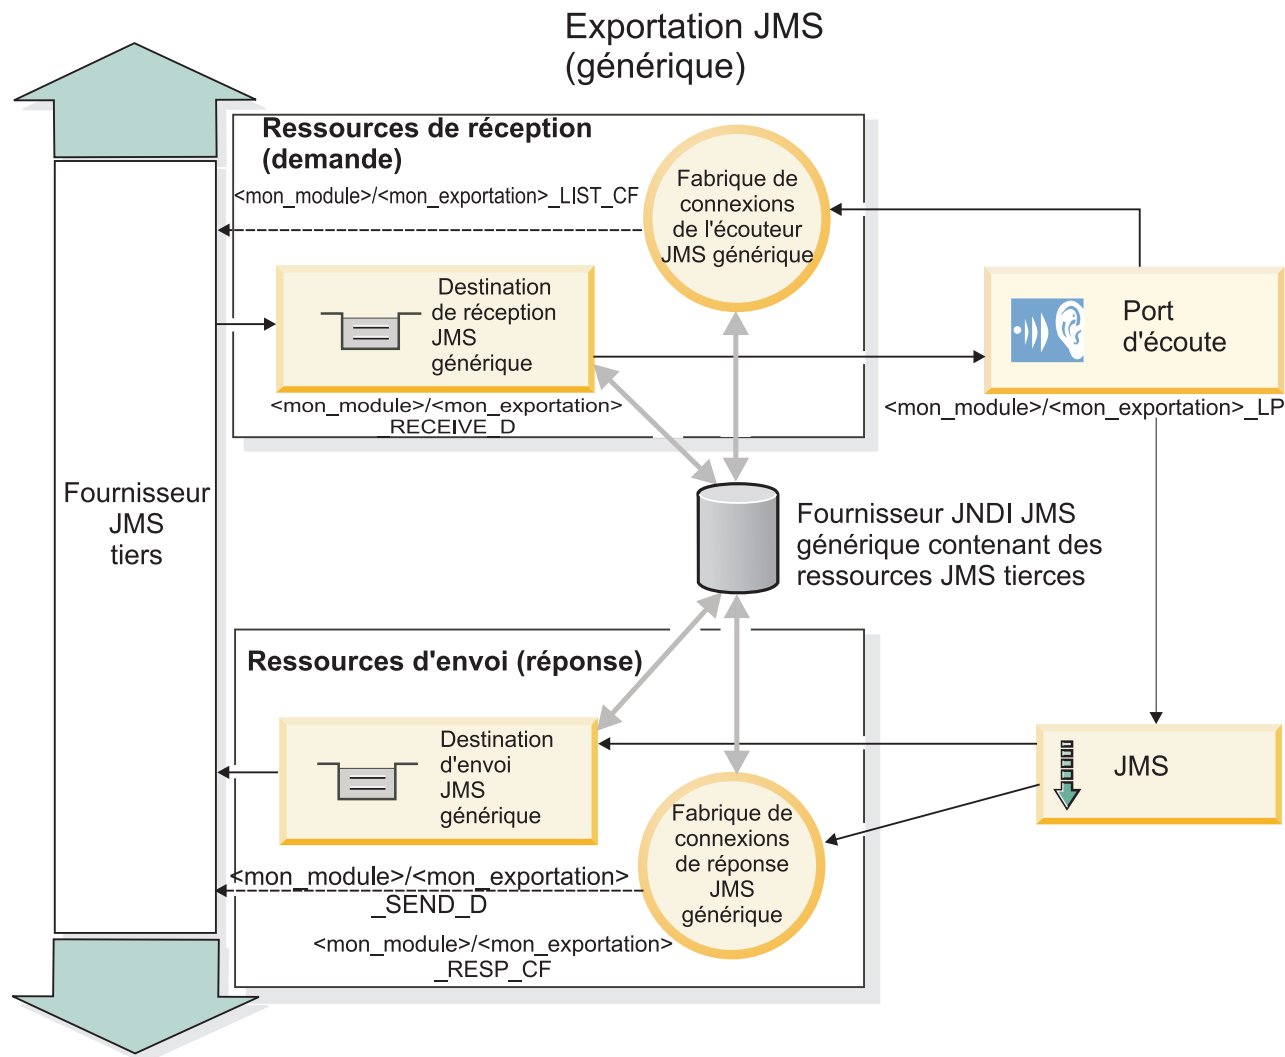 Exportation JMS
(générique)
Ressources de réception
(demande)
<mon_module>/<mon_exportation>_LIST_CF
Fabrique de
connexions
de l'écouteur
JMS générique
Destination
de réception
JMS
générique
<mon_module>/<mon_exportation>
_RECEIVE_D
Port
d'écoute
<mon_module>/<mon_exportation>_LP
Fournisseur
JMS
tiers
Fournisseur JNDI JMS
générique contenant des
ressources JMS tierces
Ressources d'envoi (réponse)
Destination
d'envoi
JMS
générique
JMS
Fabrique de
connexions
de réponse
JMS
générique
<mon_module>/<mon_exportation>
_SEND_D
<mon_module>/<mon_exportation>
_RESP_CF